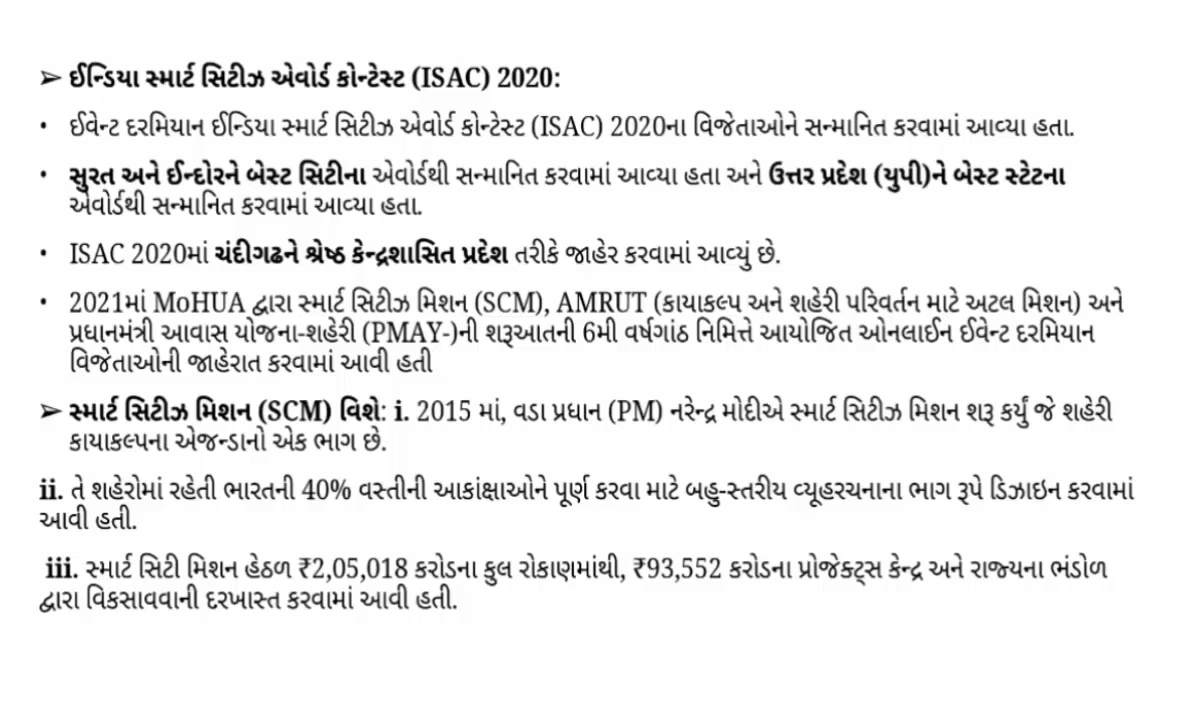 ➢ ઈન્ડિયા સ્માર્ટ સિટીઝ એવોર્ડ કોન્ટેસ્ટ (ISAC) 2020:
• ઈવેન્ટ દરમિયાન ઈન્ડિયા સ્માર્ટ સિટીઝ એવોર્ડ કોન્ટેસ્ટ (ISAC) 2020ના વિજેતાઓને સન્માનિત કરવામાં આવ્યા હતા.
• સુરત અને ઈન્દોરને બેસ્ટ સિટીના એવોર્ડથી સન્માનિત કરવામાં આવ્યા હતા અને ઉત્તર પ્રદેશ (યુપી)ને બેસ્ટ સ્ટેટના
એવોર્ડથી સન્માનિત કરવામાં આવ્યા હતા.
• ISAC 2020માં ચંદીગઢને શ્રેષ્ઠ કેન્દ્રશાસિત પ્રદેશ તરીકે જાહેર કરવામાં આવ્યું છે.
• 2021માં MoHUA દ્વારા સ્માર્ટ સિટીઝ મિશન (SCM), AMRUT (કાયાકલ્પ અને શહેરી પરિવર્તન માટે અટલ મિશન) અને
પ્રધાનમંત્રી આવાસ યોજના-શહેરી (PMAY-)ની શરૂઆતની 6મી વર્ષગાંઠ નિમિત્તે આયોજિત ઓનલાઈન ઈવેન્ટ દરમિયાન
વિજેતાઓની જાહેરાત કરવામાં આવી હતી
➢ સ્માર્ટ સિટીઝ મિશન (SCM) વિશે: i. 2015 માં, વડા પ્રધાન (PM) નરેન્દ્ર મોદીએ સ્માર્ટ સિટીઝ મિશન શરૂ કર્યું જે શહેરી
કાયાકલ્પના એજન્ડાનો એક ભાગ છે.
ii. તે શહેરોમાં રહેતી ભારતની 40% વસ્તીની આકાંક્ષાઓને પૂર્ણ કરવા માટે બહુ-સ્તરીય વ્યૂહરચનાના ભાગ રૂપે ડિઝાઇન કરવામાં
આવી હતી.
iii. સ્માર્ટ સિટી મિશન હેઠળ ₹2,05,018 કરોડના કુલ રોકાણમાંથી, ₹93,552 કરોડના પ્રોજેક્ટ્સ કેન્દ્ર અને રાજ્યના ભંડોળ
દ્વારા વિકસાવવાની દરખાસ્ત કરવામાં આવી હતી.